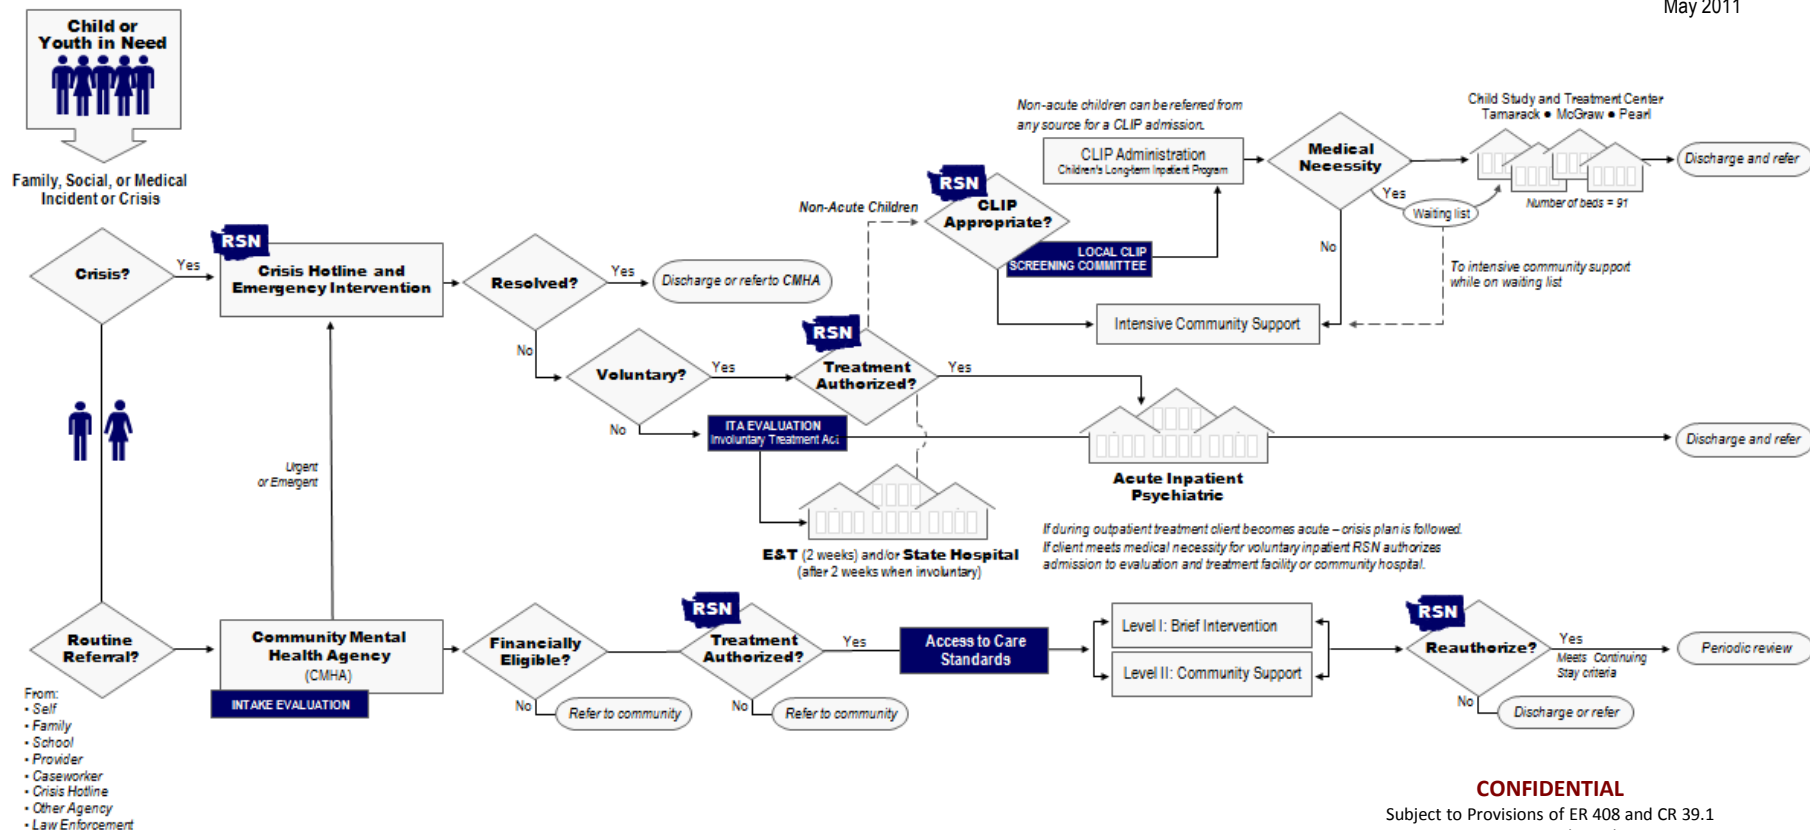 May 2011
Child or
Youth in Need
Family, Social, or Medical
Incident or Crisis
Crisis?
Yes
RSN
Crisis Hotline and
Emergency Intervention
Resolved?
Yes
Discharge or refer to CMHA
No
Voluntary?
Yes
RSN
Treatment
Authorized?
Yes
No
ITA EVALUATION
Involuntary Treatment Act
Non-Acute Children
RSN
CLIP
Appropriate?
LOCAL CLIP
SCREENING COMMITTEE
Non-acute children can be referred from
any source for a CLIP admission.
CLIP Administration
Children's Long-term Inpatient Program
Medical
Necessity
Yes
Waiting list
No
Child Study and Treatment Center
Tamarack ● McGraw ● Pearl
Number of beds = 91
Discharge and refer
To intensive community support
while on waiting list
Intensive Community Support
Acute Inpatient
Psychiatric
Discharge and refer
E&T (2 weeks) and/or State Hospital
(after 2 weeks when involuntary)
If during outpatient treatment client becomes acute – crisis plan is followed.
If client meets medical necessity for voluntary inpatient RSN authorizes
admission to evaluation and treatment facility or community hospital.
Urgent
or Emergent
Routine
Referral?
From:
• Self
• Family
• School
• Provider
• Caseworker
• Crisis Hotline
• Other Agency
• Law Enforcement
Community Mental
Health Agency
(CMHA)
INTAKE EVALUATION
Financially
Eligible?
No
Refer to community
RSN
Treatment
Authorized?
Yes
No
Refer to community
Access to Care
Standards
Level I: Brief Intervention
Level II: Community Support
RSN
Reauthorize?
Yes
Meets Continuing
Stay criteria
Periodic review
No
Discharge or refer
CONFIDENTIAL
Subject to Provisions of ER 408 and CR 39.1